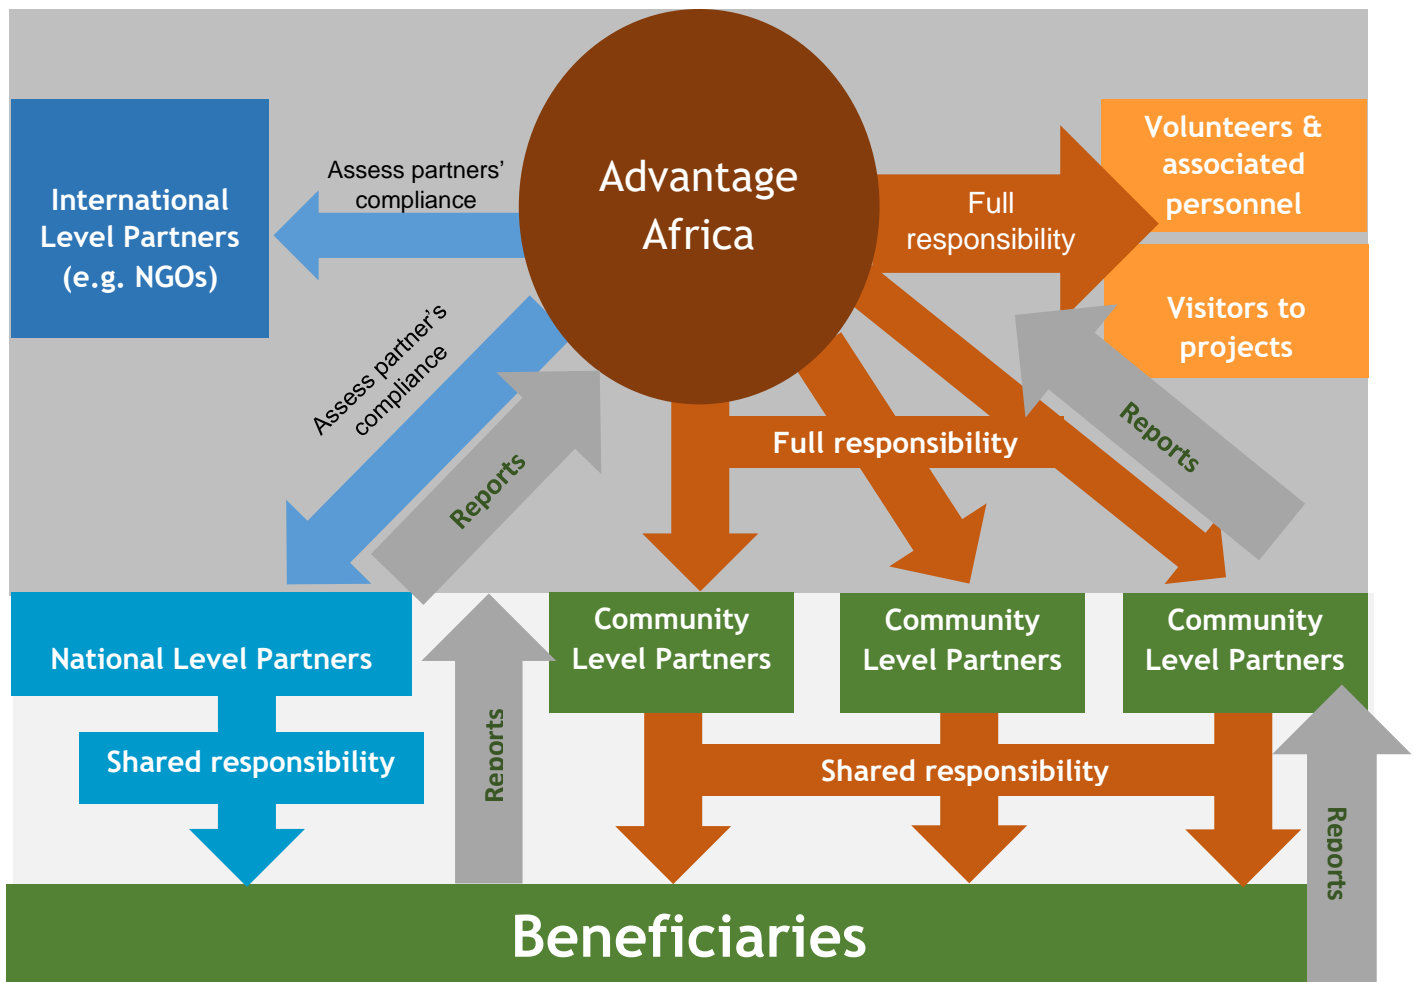 Advantage
Africa
International
Level Partners
(e.g. NGOs)
Assess partners’
compliance
Full
responsibility
Volunteers &
associated
personnel
Visitors to
projects
Assess partner’s
compliance
Reports
Full responsibility
Reports
National Level Partners
Community
Level Partners
Community
Level Partners
Community
Level Partners
Shared responsibility
Reports
Shared responsibility
Reports
Beneficiaries